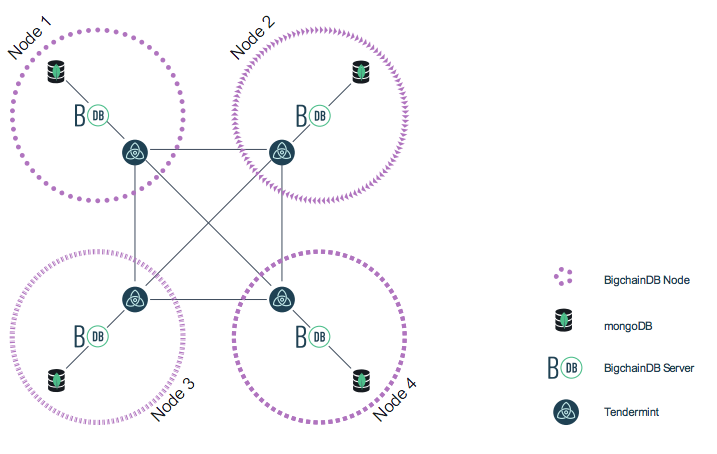 Node 1
Node 2
B DB
B DB
B DB
B DB
Node 3
Node 4
BigchainDB Node
mongoDB
B DB
BigchainDB Server
Tendermint